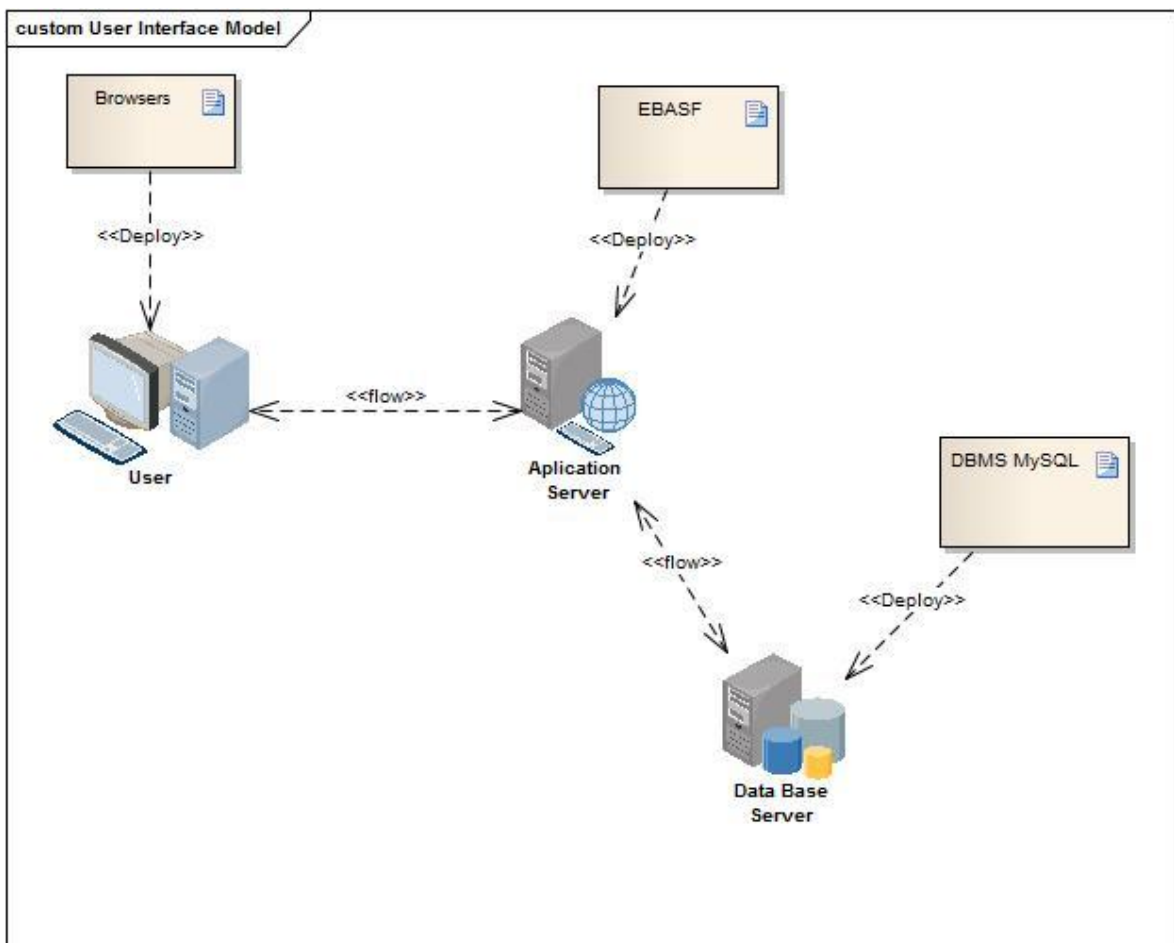 custom User Interface Model
Browsers
EBASF
<<Deploy>>
<<Deploy>>
<<flow>>
User
Aplication
Server
DBMS MySQL
<<flow>>
<<Deploy>>
Data Base
Server